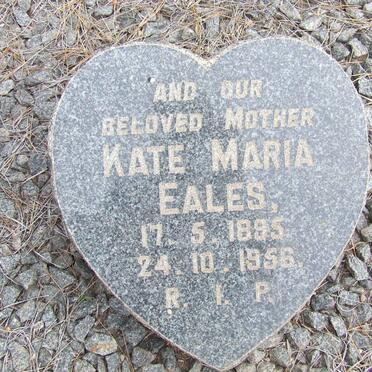 AND OUR
BELOVED MOTHER
KATE MARIA
EALES.
17. 5. 1895.
24. 10. 1956.
R. I. P.